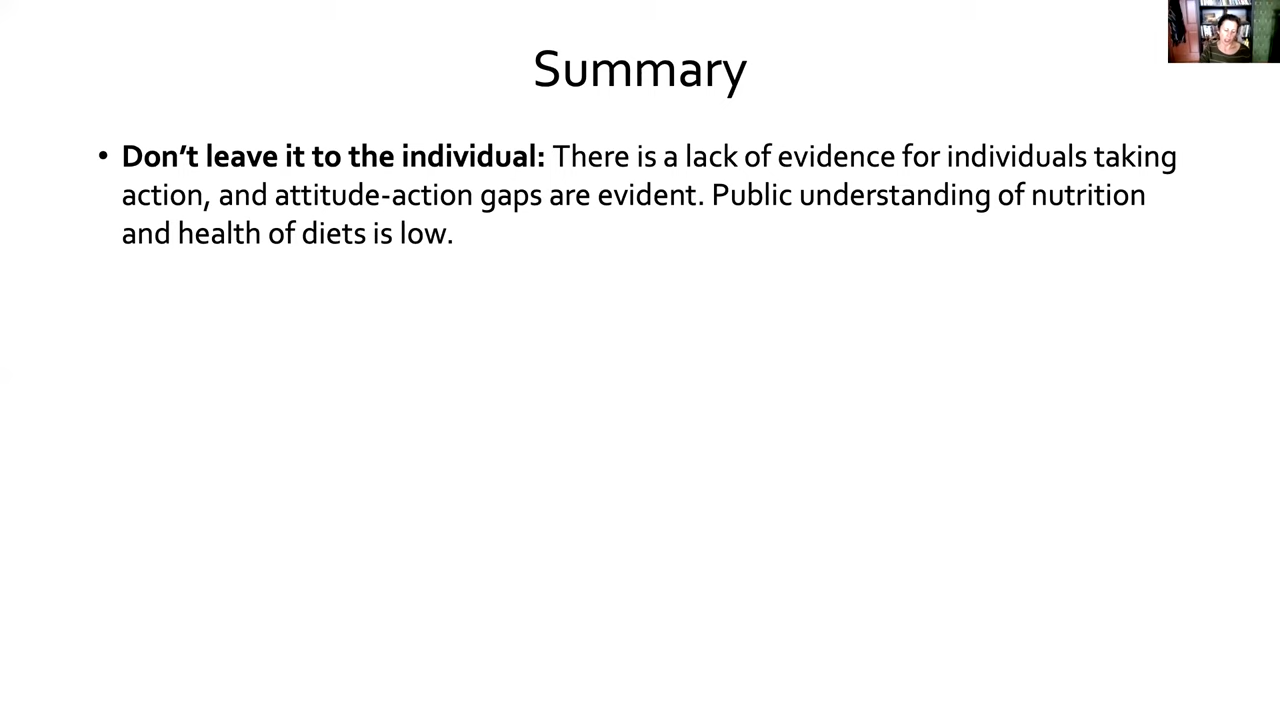 Summary
• Don’t leave it to the individual: There is a lack of evidence for individuals taking
action, and attitude-action gaps are evident. Public understanding of nutrition
and health of diets is low.